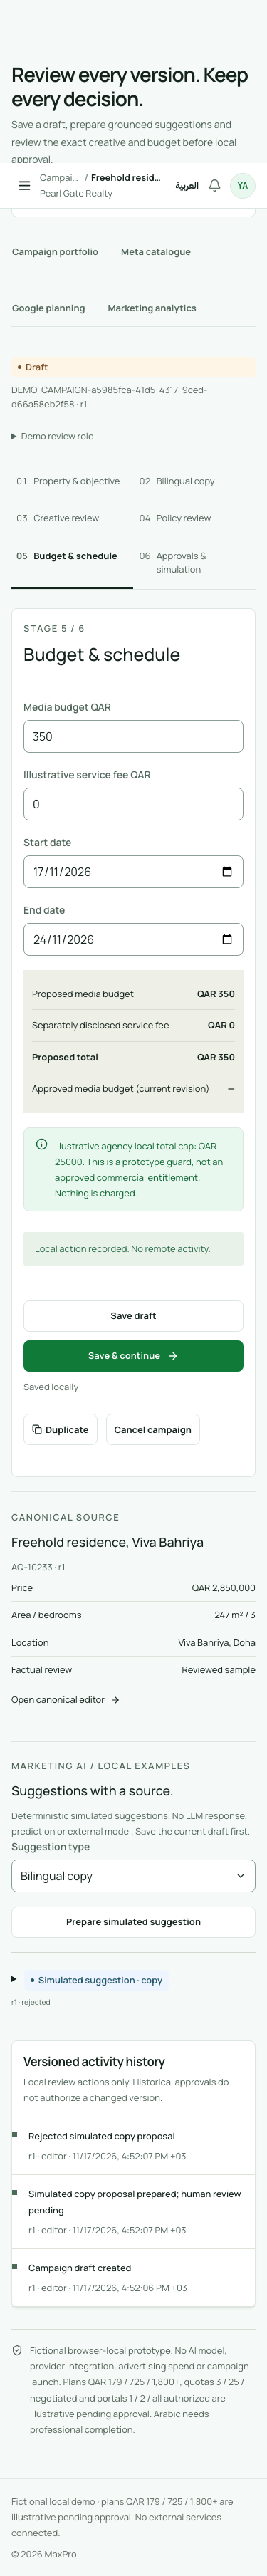 Review every version. Keep
every decision.
Save a draft, prepare grounded suggestions and
review the exact creative and budget before local
approval.
Campai... / Freehold resid...
العربية
YA
Pearl Gate Realty
Campaign portfolio
Meta catalogue
Google planning
Marketing analytics
Draft
DEMO-CAMPAIGN-a5985fca-41d5-4317-9ced-
d66a58eb2f58 · r1
Demo review role
01 Property & objective
02 Bilingual copy
03 Creative review
04 Policy review
05 Budget & schedule
06 Approvals &
simulation
STAGE 5 / 6
Budget & schedule
Media budget QAR
350
Illustrative service fee QAR
0
Start date
17/11/2026
End date
24/11/2026
Proposed media budget QAR 350
Separately disclosed service fee QAR 0
Proposed total QAR 350
Approved media budget (current revision) —
Illustrative agency local total cap: QAR
25000. This is a prototype guard, not an
approved commercial entitlement.
Nothing is charged.
Local action recorded. No remote activity.
Save draft
Save & continue →
Saved locally
Duplicate
Cancel campaign
CANONICAL SOURCE
Freehold residence, Viva Bahriya
AQ-10233 · r1
Price QAR 2,850,000
Area / bedrooms 247 m² / 3
Location Viva Bahriya, Doha
Factual review Reviewed sample
Open canonical editor →
MARKETING AI / LOCAL EXAMPLES
Suggestions with a source.
Deterministic simulated suggestions. No LLM response,
prediction or external model. Save the current draft first.
Suggestion type
Bilingual copy
Prepare simulated suggestion
Simulated suggestion · copy
r1 · rejected
Versioned activity history
Local review actions only. Historical approvals do
not authorize a changed version.
Rejected simulated copy proposal
r1 · editor · 11/17/2026, 4:52:07 PM +03
Simulated copy proposal prepared; human review
pending
r1 · editor · 11/17/2026, 4:52:07 PM +03
Campaign draft created
r1 · editor · 11/17/2026, 4:52:06 PM +03
Fictional browser-local prototype. No AI model,
provider integration, advertising spend or campaign
launch. Plans QAR 179 / 725 / 1,800+, quotas 3 / 25 /
negotiated and portals 1 / 2 / all authorized are
illustrative pending approval. Arabic needs
professional completion.
Fictional local demo · plans QAR 179 / 725 / 1,800+ are
illustrative pending approval. No external services
connected.
© 2026 MaxPro